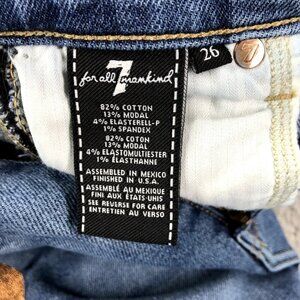 7
for all mankind
26
7
82% COTTON
13% MODAL
4% ELASTERELL-P
1% SPANDEX
82% COTON
13% MODAL
4% ELASTOMULTIESTER
1% ÉLASTHANNE
ASSEMBLED IN MEXICO
FINISHED IN U.S.A.
ASSEMBLÉ AU MEXIQUE
FINI AUX ÉTATS-UNIS
SEE REVERSE FOR CARE
ENTRETIEN AU VERSO